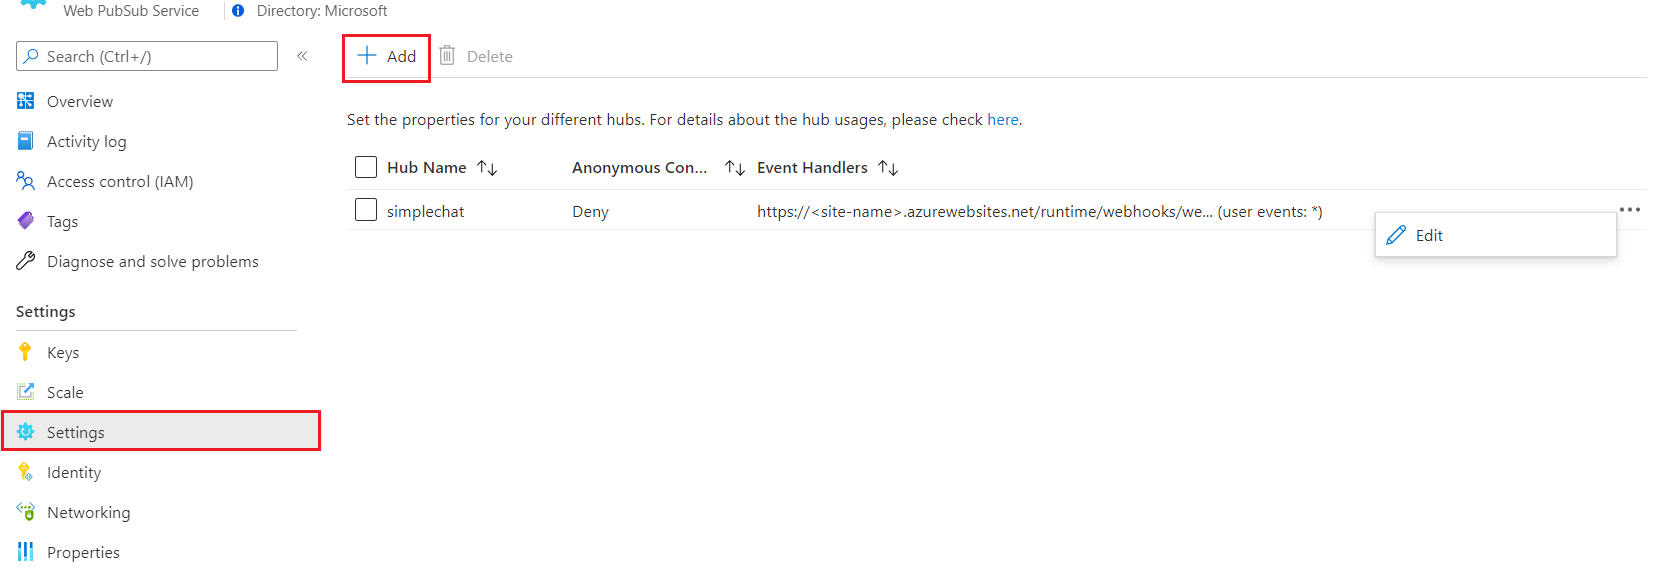 Web PubSub Service Directory: Microsoft
Search (Ctrl+/)
Overview
Activity log
Access control (IAM)
Tags
Diagnose and solve problems
Settings
Keys
Scale
Settings
Identity
Networking
Properties
Add Delete
Set the properties for your different hubs. For details about the hub usages, please check here.
Hub Name Anonymous Con... Event Handlers
simplechat Deny https://<site-name>.azurewebsites.net/runtime/webhooks/we... (user events: *)
Edit